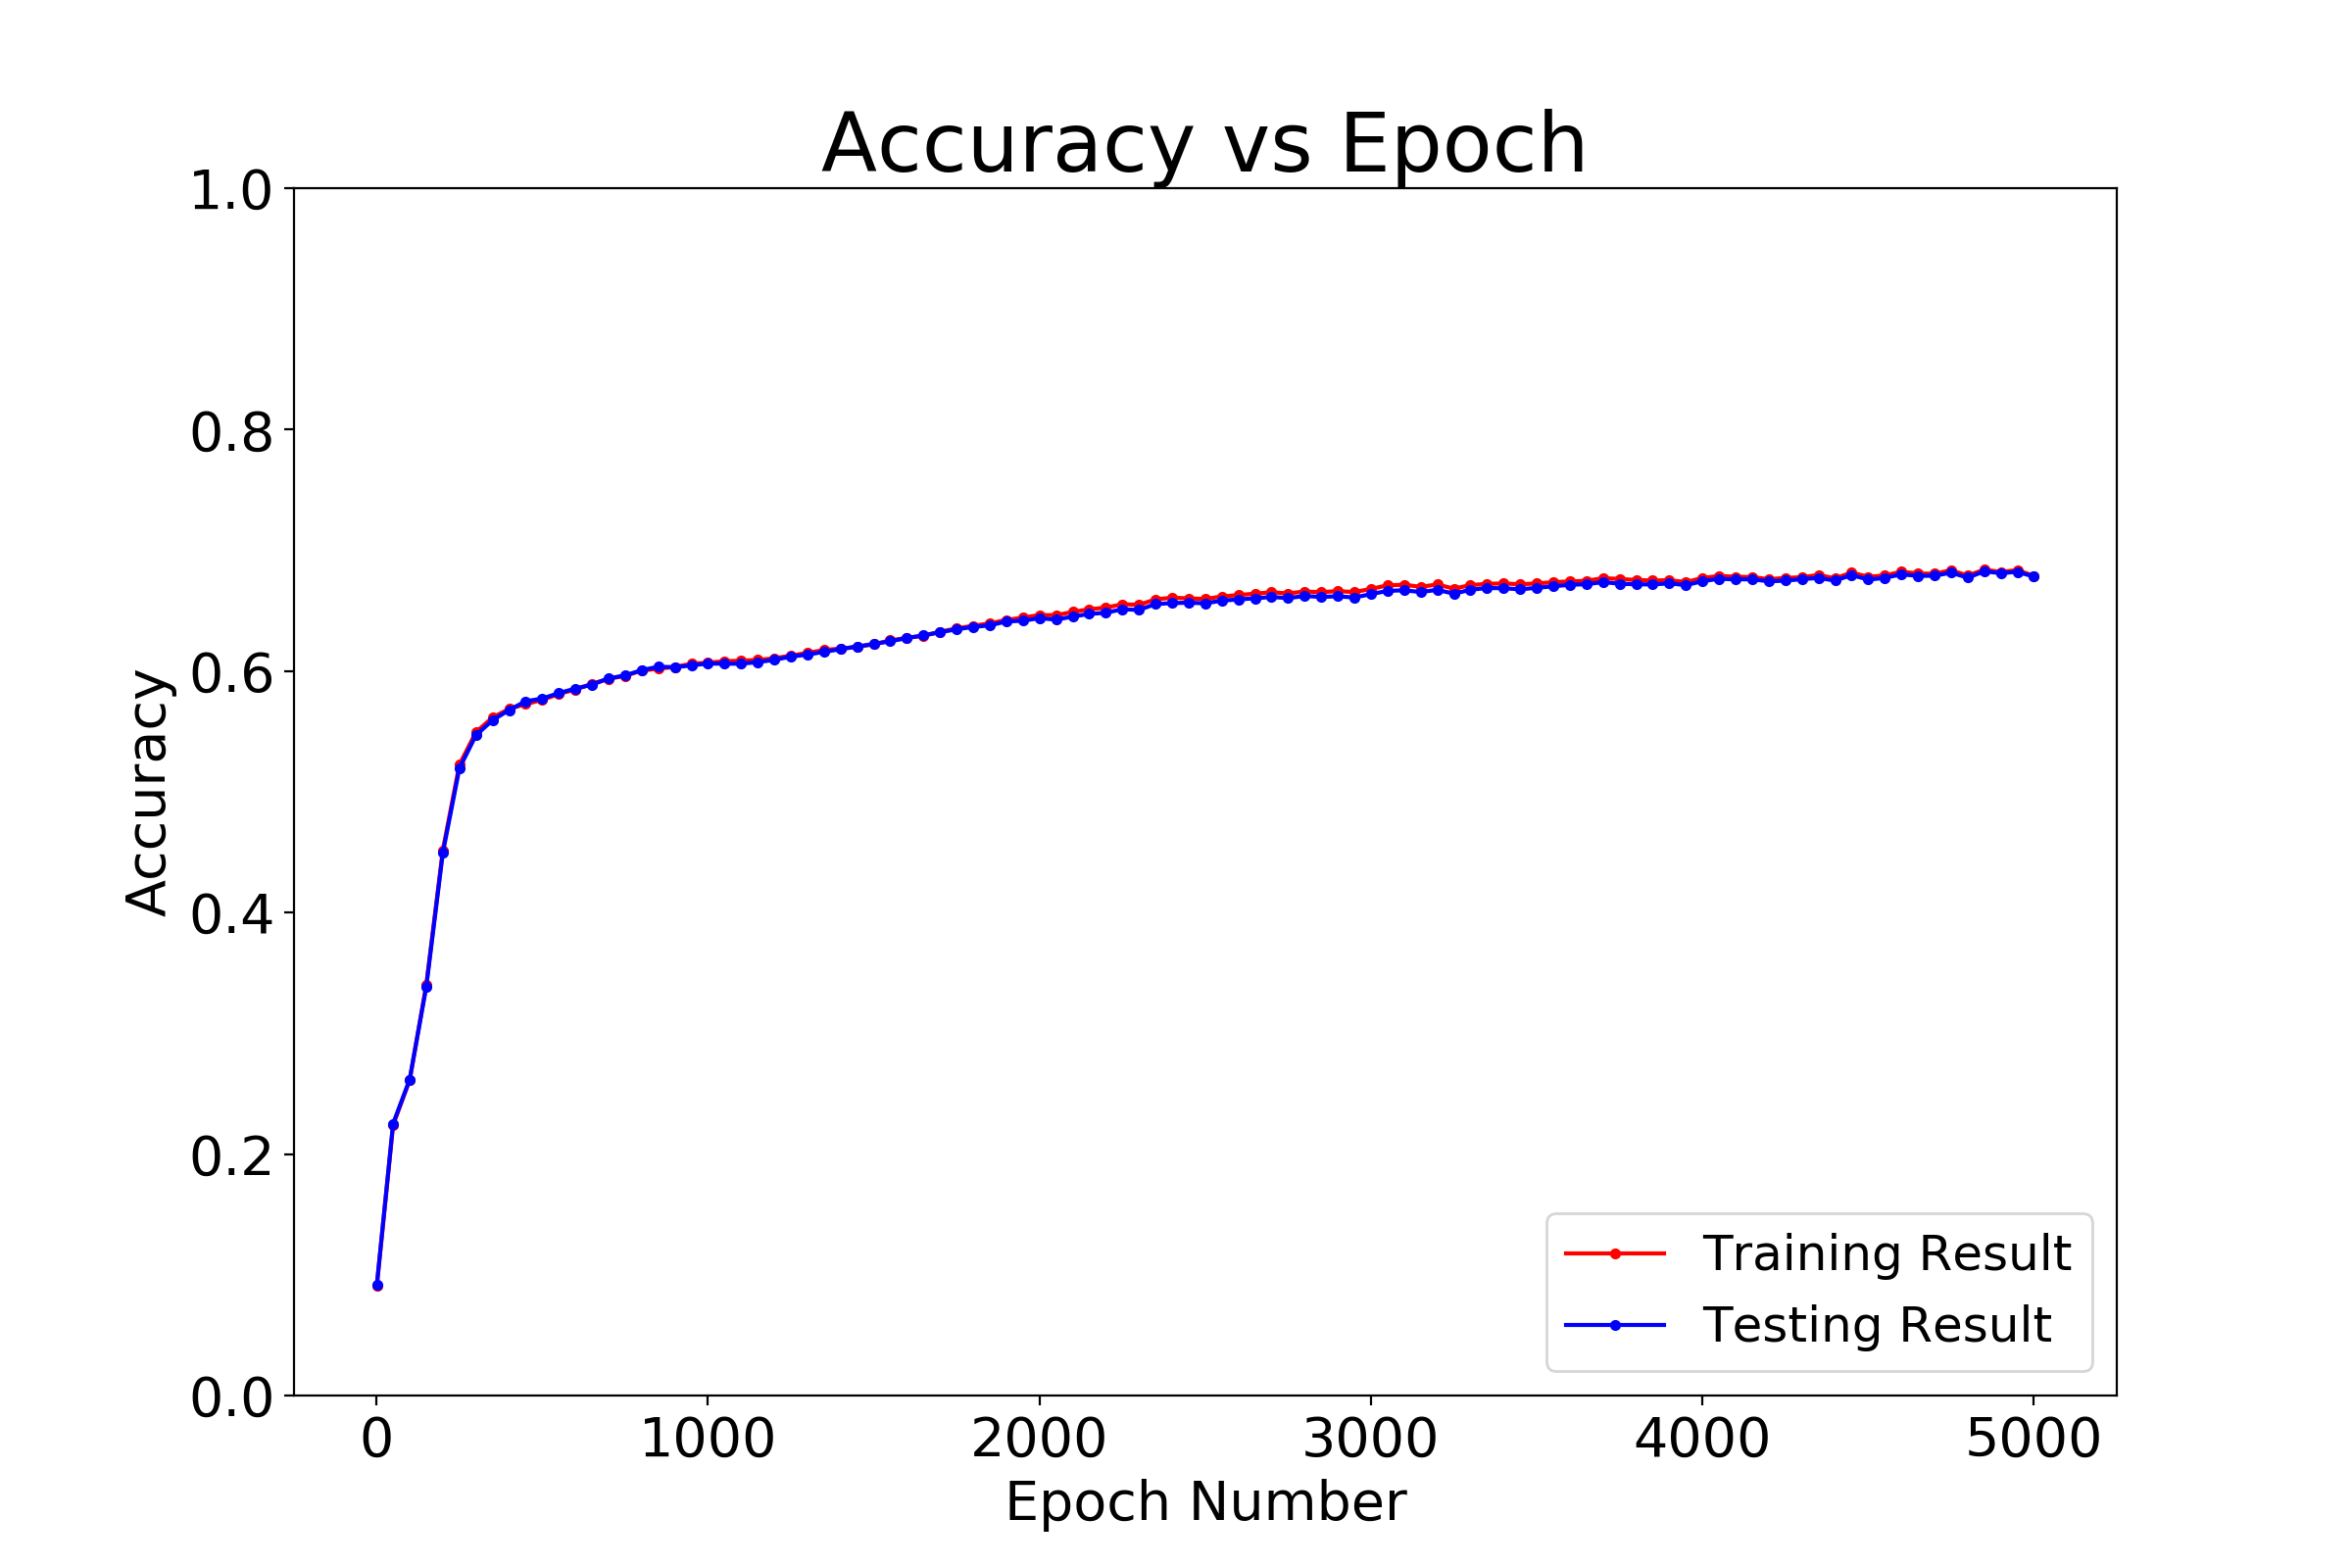 Accuracy vs Epoch
1.0
0.8
0.6
0.4
0.2
0.0
Accuracy
0 1000 2000 3000 4000 5000
Epoch Number
Training Result
Testing Result